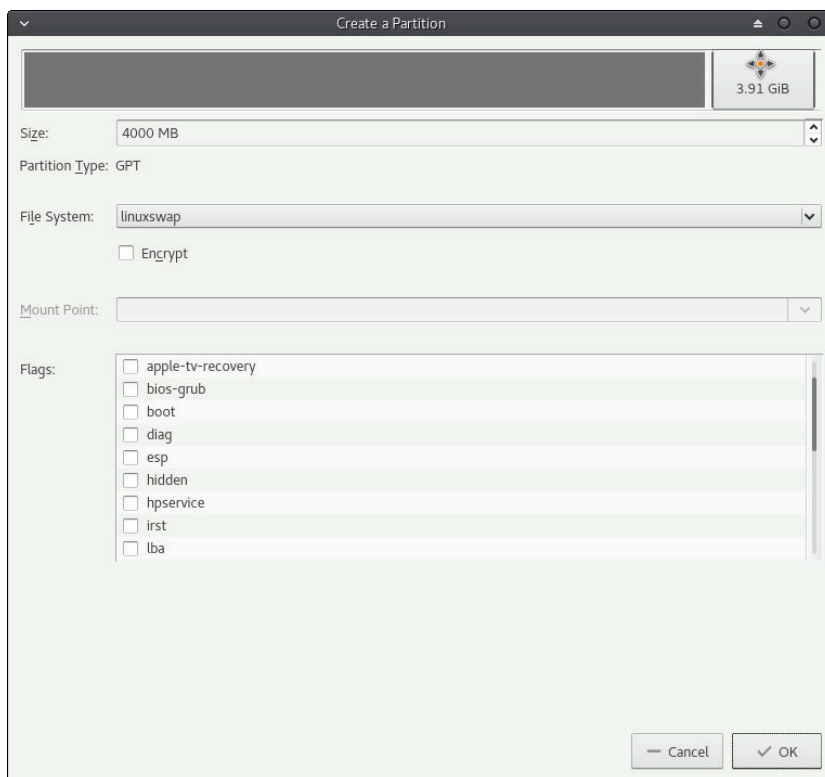 Create a Partition
3.91 GiB
Size: 4000 MB
Partition Type: GPT
File System: linuxswap
Encrypt
Mount Point:
Flags:
apple-tv-recovery
bios-grub
boot
diag
esp
hidden
hpservice
irst
lba
Cancel
OK